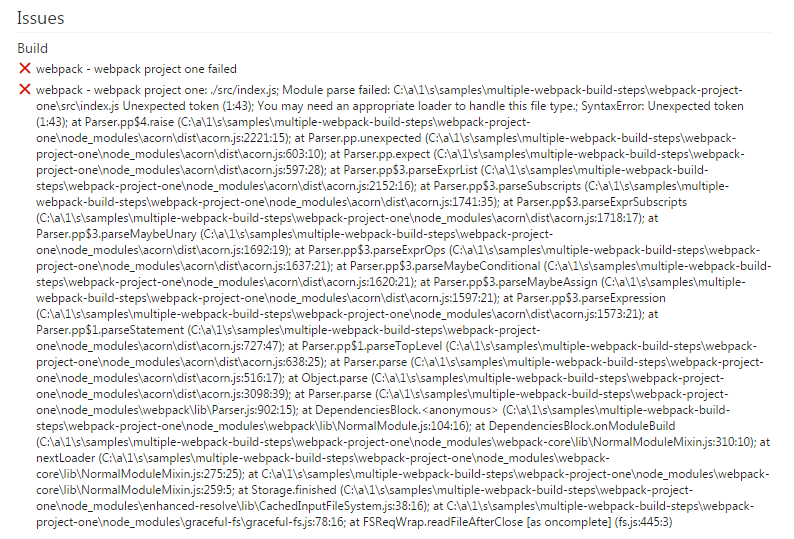 Issues
Build
webpack - webpack project one failed
webpack - webpack project one: ./src/index.js; Module parse failed: C:\a\1\s\samples\multiple-webpack-build-steps\webpack-project-
one\src\index.js Unexpected token (1:43); You may need an appropriate loader to handle this file type.; SyntaxError: Unexpected token
(1:43); at Parser.pp$4.raise (C:\a\1\s\samples\multiple-webpack-build-steps\webpack-project-
one\node_modules\acorn\dist\acorn.js:2221:15); at Parser.pp.unexpected (C:\a\1\s\samples\multiple-webpack-build-steps\webpack-
project-one\node_modules\acorn\dist\acorn.js:603:10); at Parser.pp.expect (C:\a\1\s\samples\multiple-webpack-build-steps\webpack-
project-one\node_modules\acorn\dist\acorn.js:597:28); at Parser.pp$3.parseExprList (C:\a\1\s\samples\multiple-webpack-build-
steps\webpack-project-one\node_modules\acorn\dist\acorn.js:2152:16); at Parser.pp$3.parseSubscripts (C:\a\1\s\samples\multiple-
webpack-build-steps\webpack-project-one\node_modules\acorn\dist\acorn.js:1741:35); at Parser.pp$3.parseExprSubscripts
(C:\a\1\s\samples\multiple-webpack-build-steps\webpack-project-one\node_modules\acorn\dist\acorn.js:1718:17); at
Parser.pp$3.parseMaybeUnary (C:\a\1\s\samples\multiple-webpack-build-steps\webpack-project-
one\node_modules\acorn\dist\acorn.js:1692:19); at Parser.pp$3.parseExprOps (C:\a\1\s\samples\multiple-webpack-build-steps\webpack-
project-one\node_modules\acorn\dist\acorn.js:1637:21); at Parser.pp$3.parseMaybeConditional (C:\a\1\s\samples\multiple-webpack-build-
steps\webpack-project-one\node_modules\acorn\dist\acorn.js:1620:21); at Parser.pp$3.parseMaybeAssign (C:\a\1\s\samples\multiple-
webpack-build-steps\webpack-project-one\node_modules\acorn\dist\acorn.js:1597:21); at Parser.pp$3.parseExpression
(C:\a\1\s\samples\multiple-webpack-build-steps\webpack-project-one\node_modules\acorn\dist\acorn.js:1573:21); at
Parser.pp$1.parseStatement (C:\a\1\s\samples\multiple-webpack-build-steps\webpack-project-
one\node_modules\acorn\dist\acorn.js:727:47); at Parser.pp$1.parseTopLevel (C:\a\1\s\samples\multiple-webpack-build-steps\webpack-
project-one\node_modules\acorn\dist\acorn.js:638:25); at Parser.parse (C:\a\1\s\samples\multiple-webpack-build-steps\webpack-project-
one\node_modules\acorn\dist\acorn.js:516:17); at Object.parse (C:\a\1\s\samples\multiple-webpack-build-steps\webpack-project-
one\node_modules\acorn\dist\acorn.js:3098:39); at Parser.parse (C:\a\1\s\samples\multiple-webpack-build-steps\webpack-project-
one\node_modules\webpack\lib\Parser.js:902:15); at DependenciesBlock.<anonymous> (C:\a\1\s\samples\multiple-webpack-build-
steps\webpack-project-one\node_modules\webpack\lib\NormalModule.js:104:16); at DependenciesBlock.onModuleBuild
(C:\a\1\s\samples\multiple-webpack-build-steps\webpack-project-one\node_modules\webpack-core\lib\NormalModuleMixin.js:310:10); at
nextLoader (C:\a\1\s\samples\multiple-webpack-build-steps\webpack-project-one\node_modules\webpack-
core\lib\NormalModuleMixin.js:275:25); at C:\a\1\s\samples\multiple-webpack-build-steps\webpack-project-one\node_modules\webpack-
core\lib\NormalModuleMixin.js:259:5; at Storage.finished (C:\a\1\s\samples\multiple-webpack-build-steps\webpack-project-
one\node_modules\enhanced-resolve\lib\CachedInputFileSystem.js:38:16); at C:\a\1\s\samples\multiple-webpack-build-steps\webpack-
project-one\node_modules\graceful-fs\graceful-fs.js:78:16; at FSReqWrap.readFileAfterClose [as oncomplete] (fs.js:445:3)